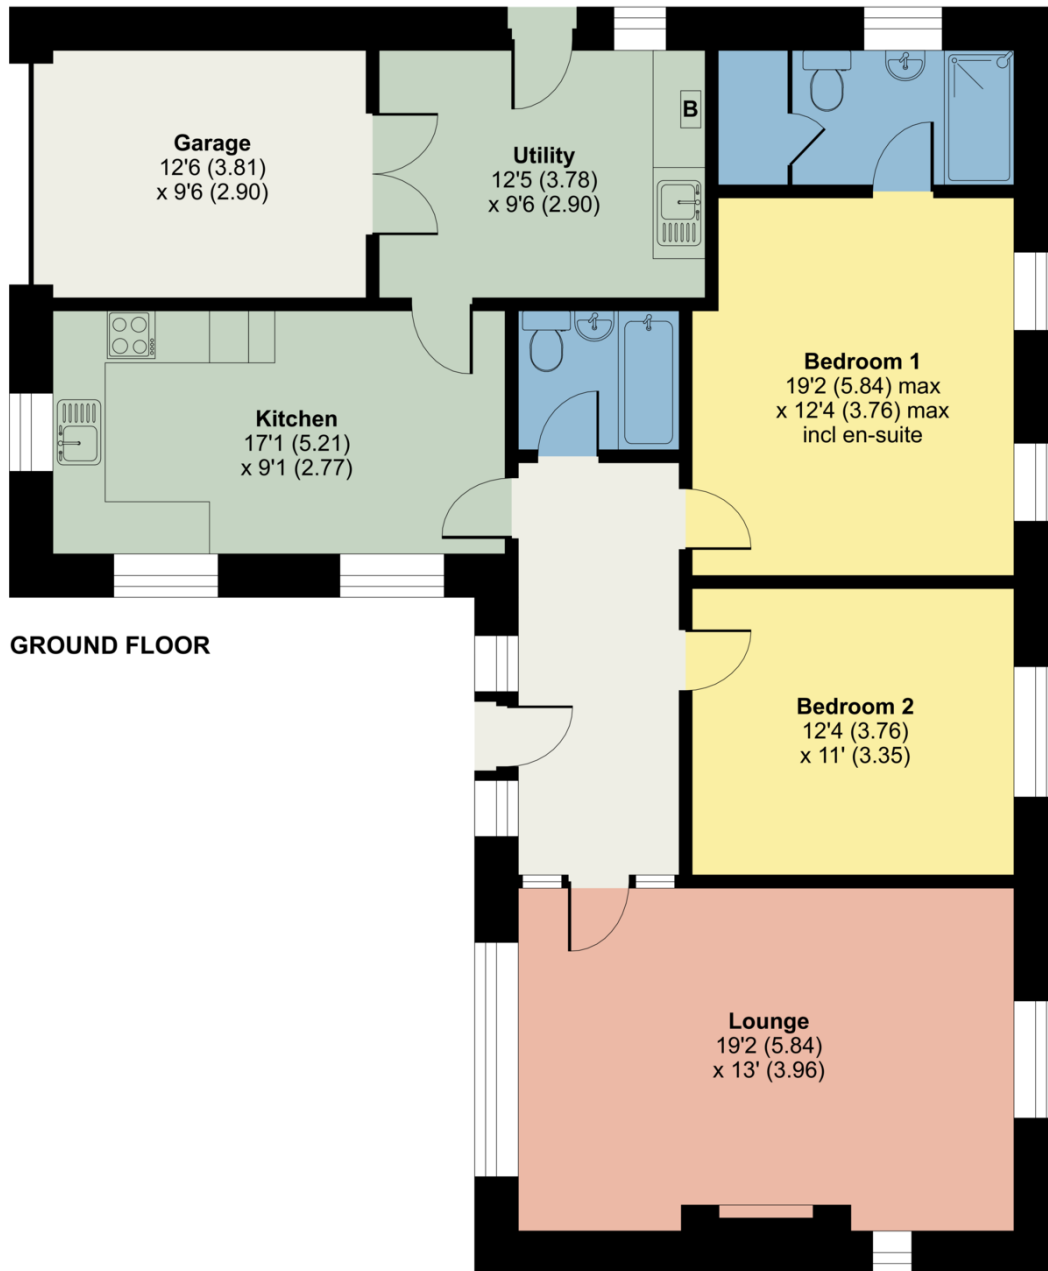 Garage
12'6 (3.81)
x 9'6 (2.90)
Utility
12'5 (3.78)
x 9'6 (2.90)
B
Kitchen
17'1 (5.21)
x 9'1 (2.77)
Bedroom 1
19'2 (5.84) max
x 12'4 (3.76) max
incl en-suite
GROUND FLOOR
Bedroom 2
12'4 (3.76)
x 11' (3.35)
Lounge
19'2 (5.84)
x 13' (3.96)